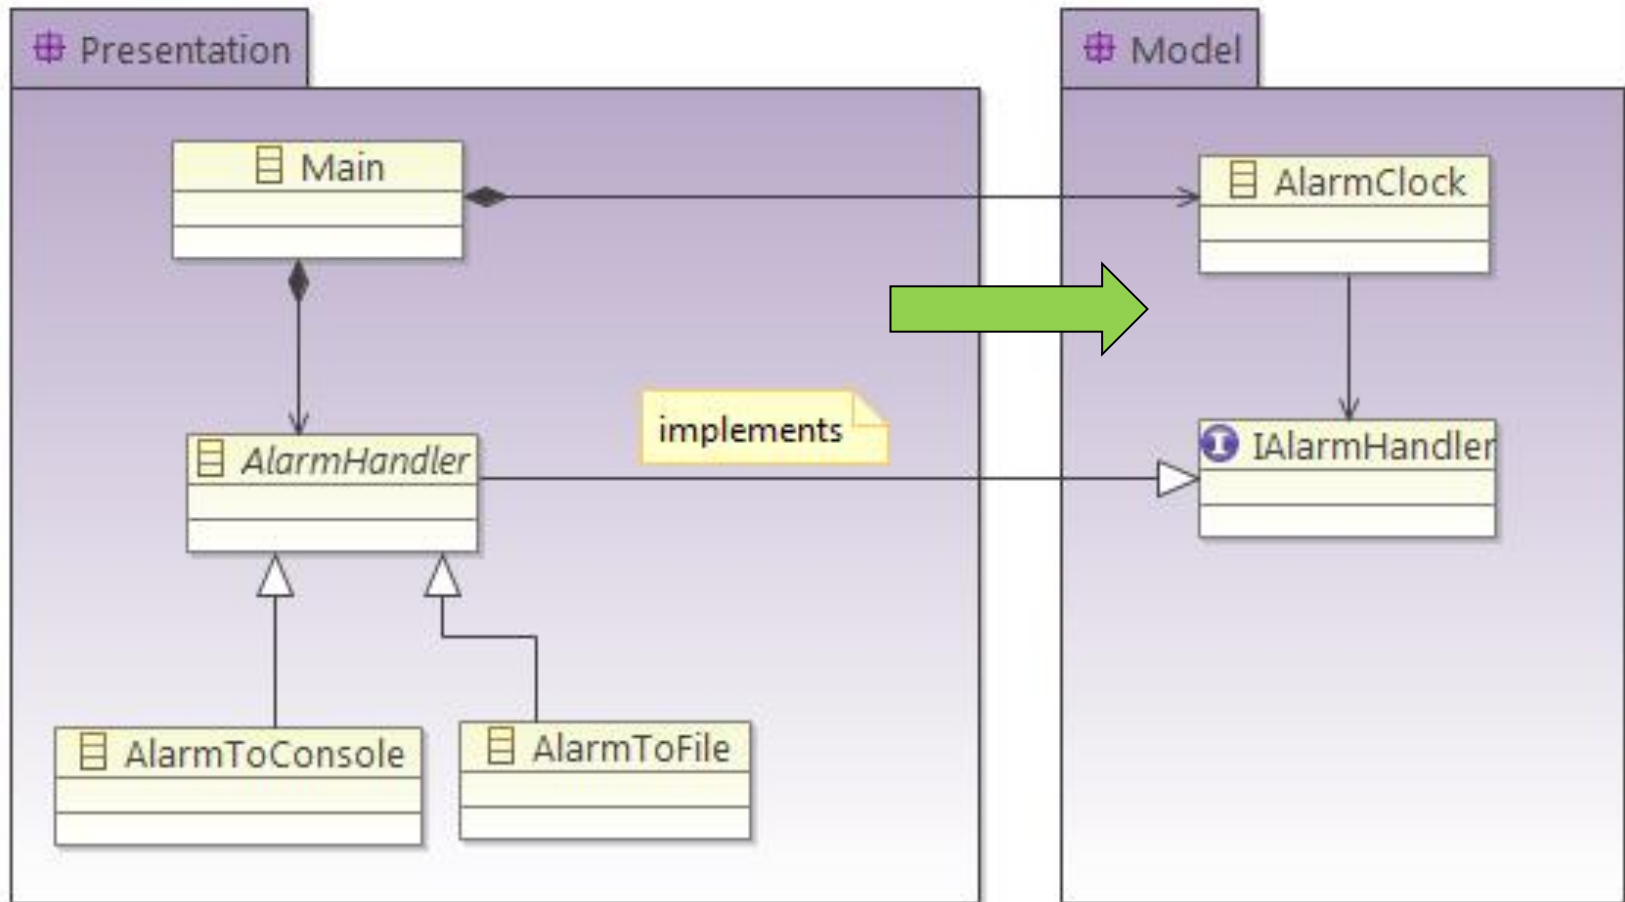 Presentation
Model
Main
AlarmClock
implements
AlarmHandler
IAlarmHandler
AlarmToConsole
AlarmToFile